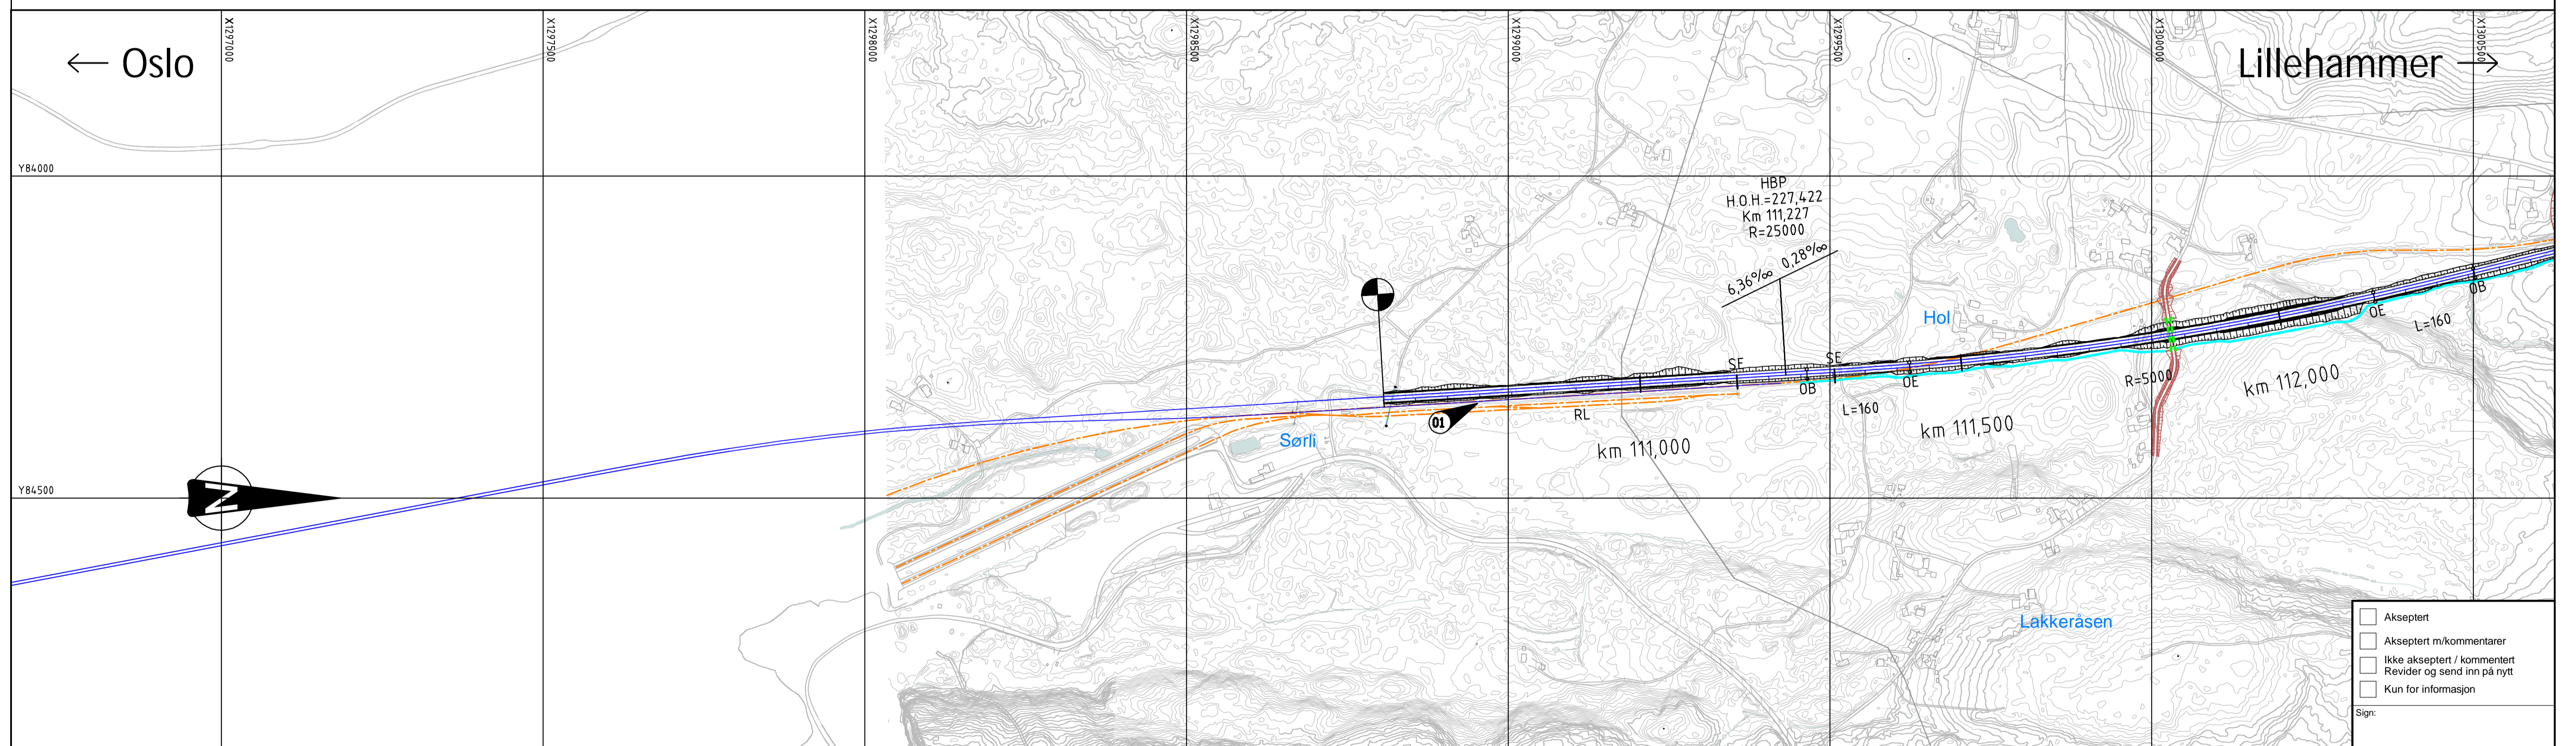 ← Oslo
Lillehammer →
X1297000
X1297500
X1298000
X1298500
X1299000
X1299500
X1300000
X1300500
Y84000
HBP
H.O.H.=227,422
Km 111,227
R=25000
6,36‰ 0,28‰
Hol
SF
SE
OB
OE
L=160
RL
01
Sørli
km 111,000
km 111,500
R=5000
km 112,000
OE
L=160
OB
Y84500
N
Lakkeråsen
Akseptert
Akseptert m/kommentarer
Ikke akseptert / kommentert
Revider og send inn på nytt
Kun for informasjon
Sign: